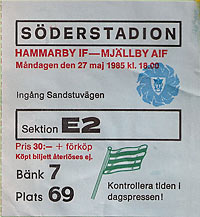 SÖDERSTADION
HAMMARBY IF—MJÄLLBY AIF
Måndagen den 27 maj 1985 kl. 18.00
Ingång Sandstuvägen
Sektion E2
Pris 30:— + förköp
Köpt biljett återlöses ej.
Bänk 7
Plats 69
Kontrollera tiden i
dagspressen!